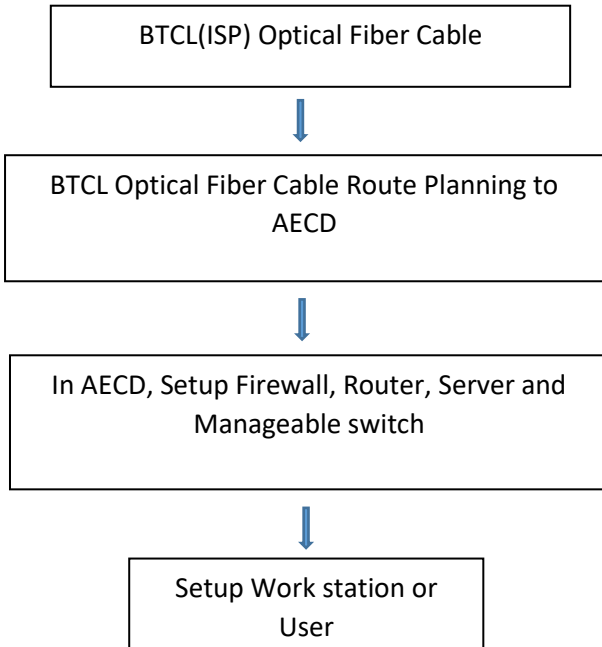 BTCL(ISP) Optical Fiber Cable
BTCL Optical Fiber Cable Route Planning to
AECD
In AECD, Setup Firewall, Router, Server and
Manageable switch
Setup Work station or
User